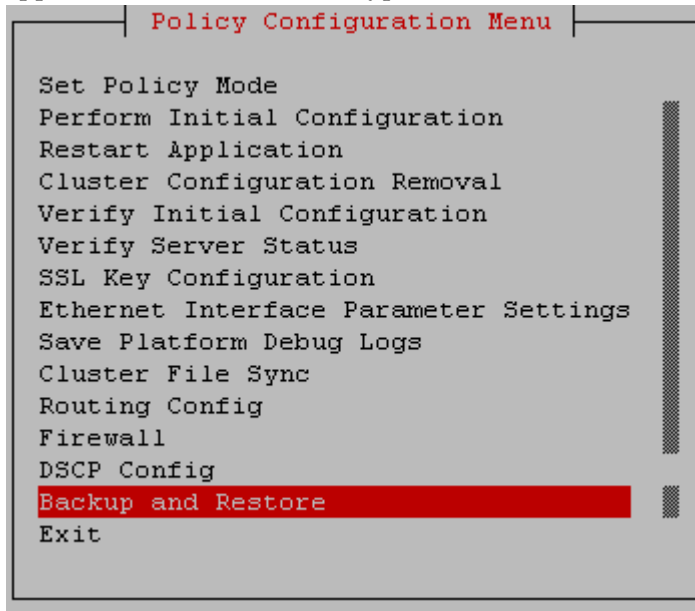 Policy Configuration Menu
Set Policy Mode
Perform Initial Configuration
Restart Application
Cluster Configuration Removal
Verify Initial Configuration
Verify Server Status
SSL Key Configuration
Ethernet Interface Parameter Settings
Save Platform Debug Logs
Cluster File Sync
Routing Config
Firewall
DSCP Config
Backup and Restore
Exit